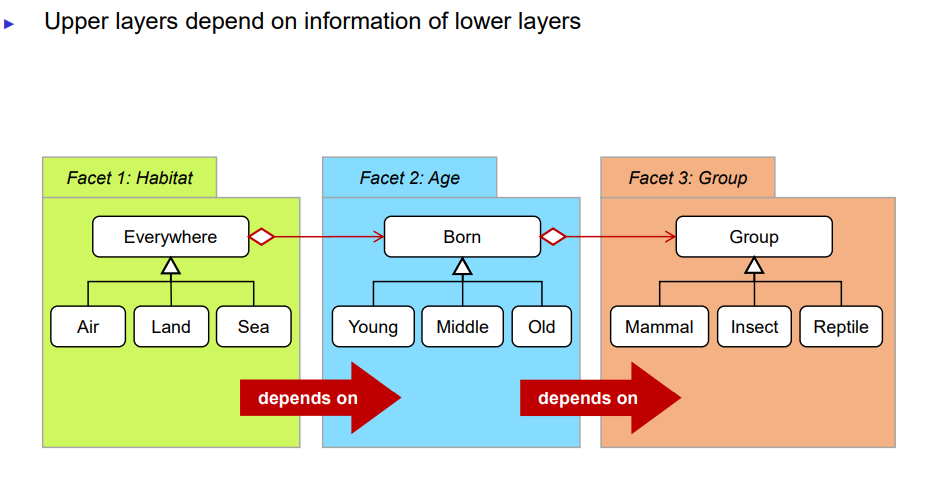 Upper layers depend on information of lower layers
Facet 1: Habitat
Facet 2: Age
Facet 3: Group
Everywhere
Born
Group
Air
Land
Sea
Young
Middle
Old
Mammal
Insect
Reptile
depends on
depends on